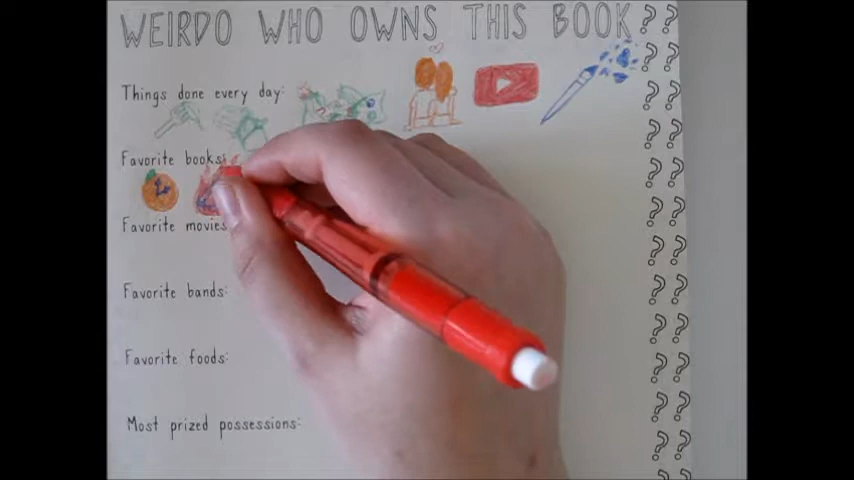 WEIRDO WHO OWNS THIS BOOK ??
Things done every day:
Favorite books:
Favorite movies
Favorite bands:
Favorite foods:
Most prized possessions: